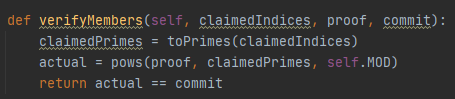 def verifyMembers(self, claimedIndices, proof, commit):
    claimedPrimes = toPrimes(claimedIndices)
    actual = pows(proof, claimedPrimes, self.MOD)
    return actual == commit